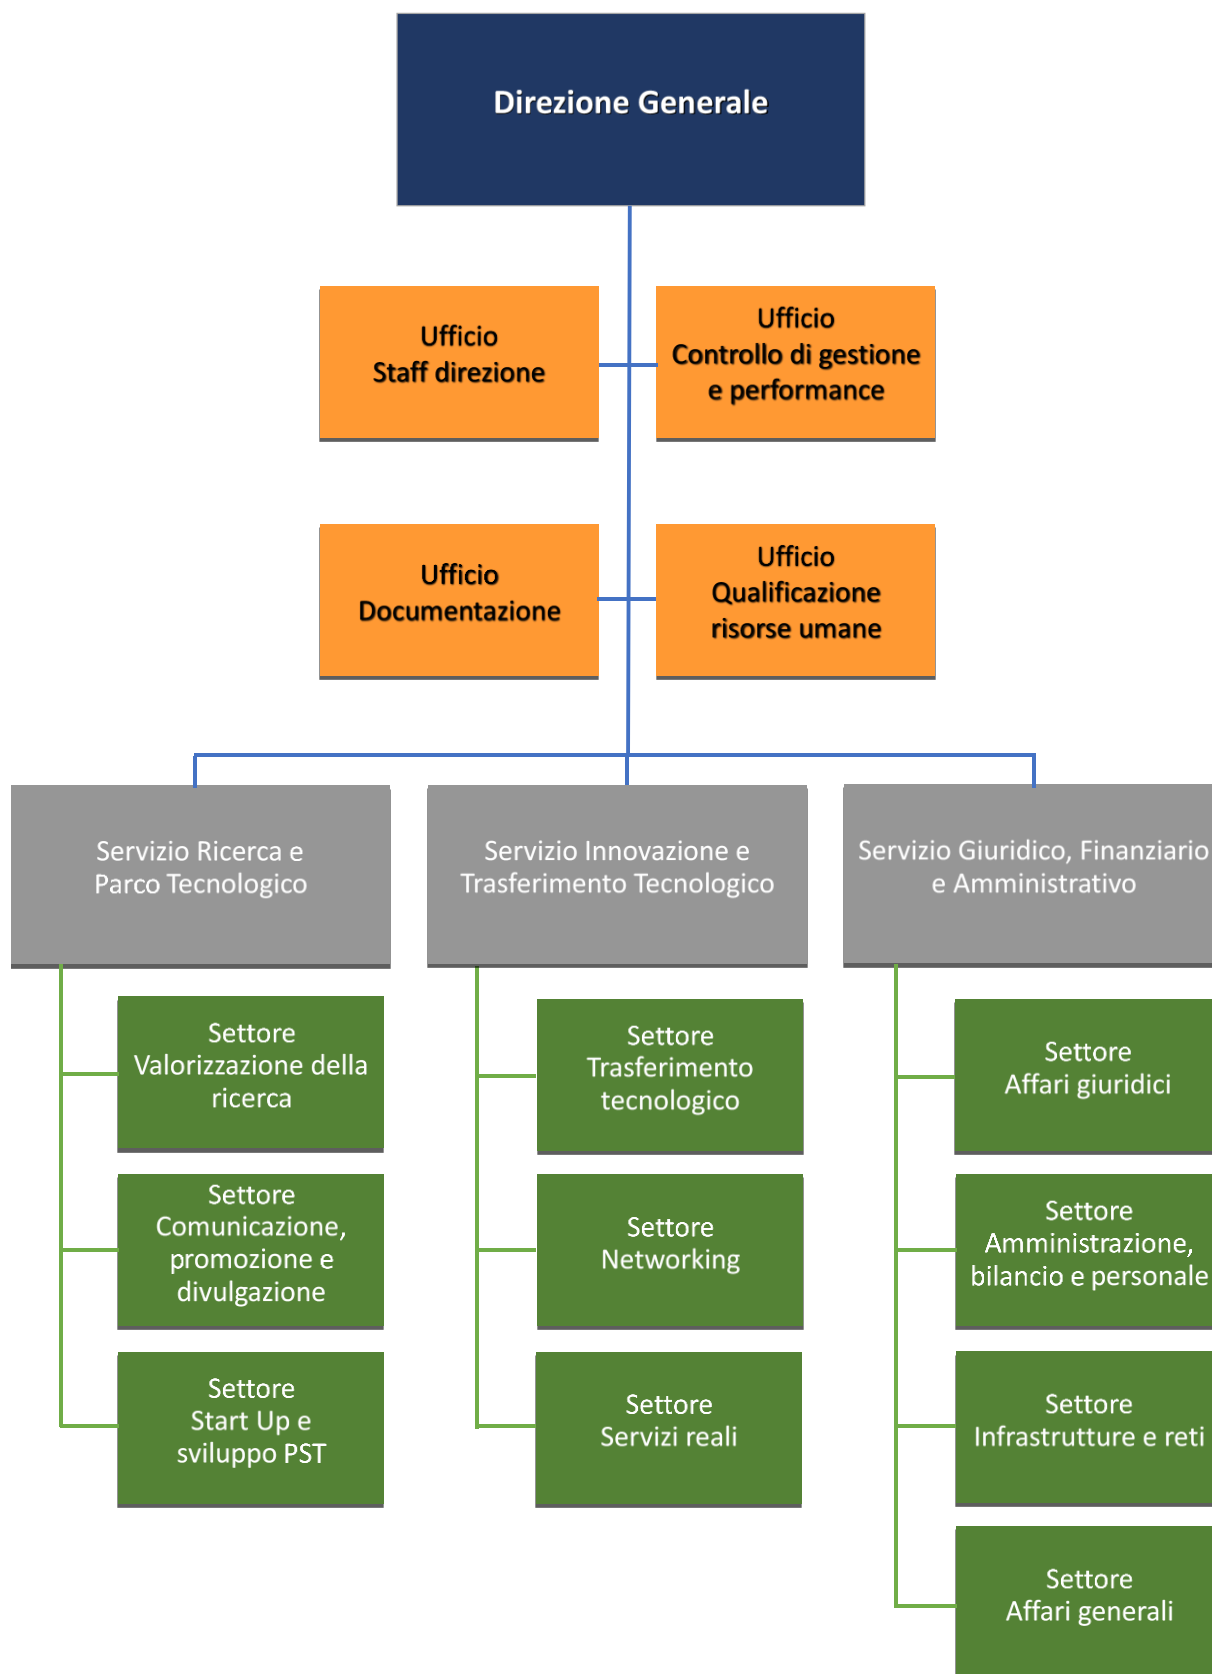 Direzione Generale
Ufficio
Staff direzione
Ufficio
Controllo di gestione
e performance
Ufficio
Documentazione
Ufficio
Qualificazione
risorse umane
Servizio Ricerca e
Parco Tecnologico
Servizio Innovazione e
Trasferimento Tecnologico
Servizio Giuridico, Finanziario
e Amministrativo
Settore
Valorizzazione della
ricerca
Settore
Comunicazione,
promozione e
divulgazione
Settore
Start Up e
sviluppo PST
Settore
Trasferimento
tecnologico
Settore
Networking
Settore
Servizi reali
Settore
Affari giuridici
Settore
Amministrazione,
bilancio e personale
Settore
Infrastrutture e reti
Settore
Affari generali